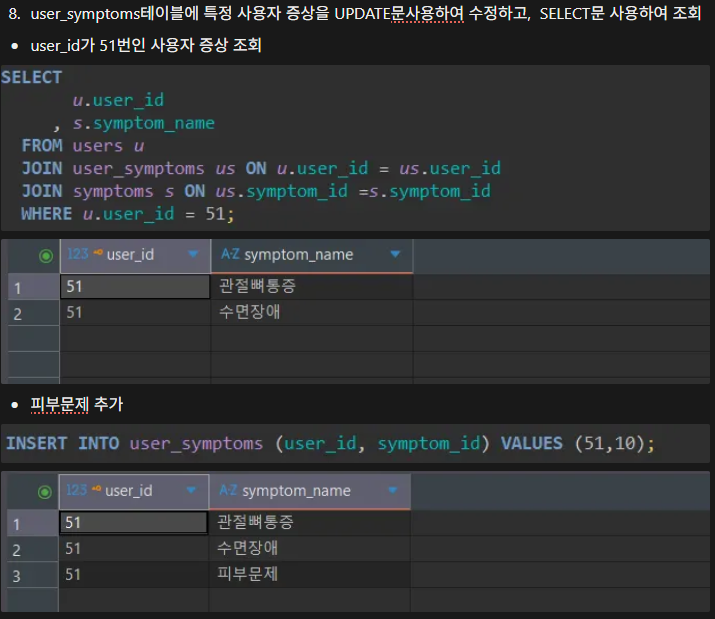 8. user_symptoms테이블에 특정 사용자 증상을 UPDATE문사용하여 수정하고, SELECT문 사용하여 조회
• user_id가 51번인 사용자 증상 조회
SELECT
u.user_id
, s.symptom_name
FROM users u
JOIN user_symptoms us ON u.user_id = us.user_id
JOIN symptoms s ON us.symptom_id =s.symptom_id
WHERE u.user_id = 51;
123 user_id A-Z symptom_name
1 51 관절뼈통증
2 51 수면장애
• 피부문제 추가
INSERT INTO user_symptoms (user_id, symptom_id) VALUES (51,10);
123 user_id A-Z symptom_name
1 51 관절뼈통증
2 51 수면장애
3 51 피부문제